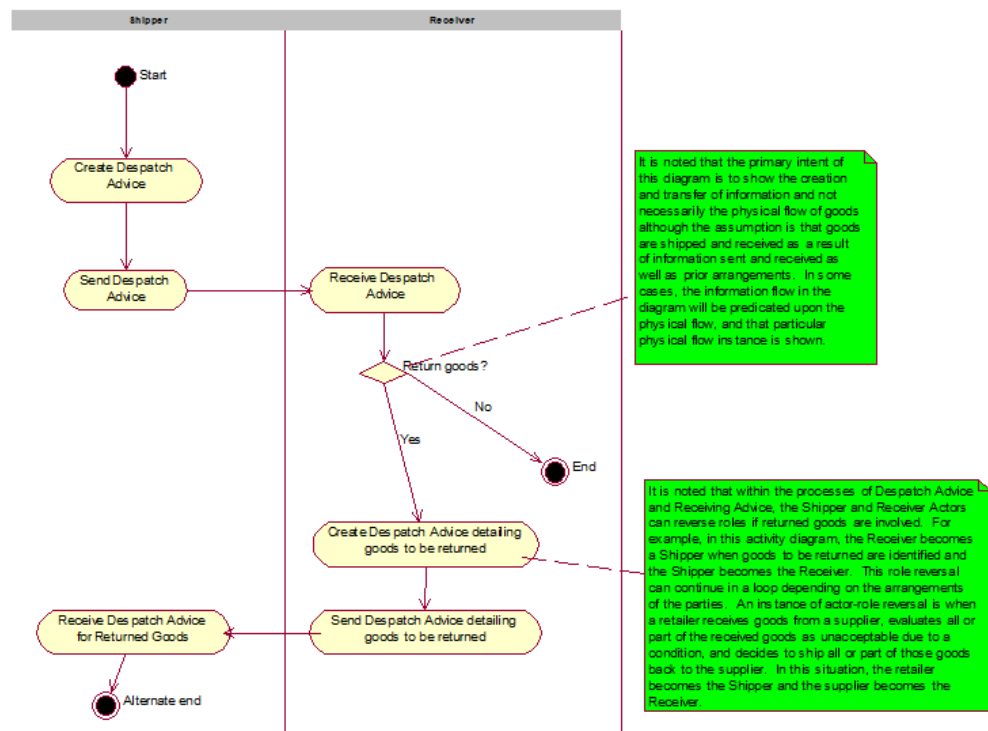 Shipper
Receiver
Start
Create Despatch
Advice
Send Despatch
Advice
Receive Despatch
Advice
Return goods?
No
Yes
End
Create Despatch Advice detailing
goods to be returned
Send Despatch Advice detailing
goods to be returned
Receive Despatch Advice
for Returned Goods
Alternate end
It is noted that the primary intent of
this diagram is to show the creation
and transfer of information and not
necessarily the physical flow of goods
although the assumption is that goods
are shipped and received as a result
of information sent and received as
well as prior arrangements. In some
cases, the information flow in the
diagram will be predicated upon the
physical flow, and that particular
physical flow instance is shown.
It is noted that within the processes of Despatch Advice
and Receiving Advice, the Shipper and Receiver Actors
can reverse roles if returned goods are involved. For
example, in this activity diagram, the Receiver becomes
a Shipper when goods to be returned are identified and
the Shipper becomes the Receiver. This role reversal
can continue in a loop depending on the arrangements
of the parties. An instance of actor-role reversal is when
a retailer receives goods from a supplier, evaluates all or
part of the received goods as unacceptable due to a
condition, and decides to ship all or part of those goods
back to the supplier. In this situation, the retailer
becomes the Shipper and the supplier becomes the
Receiver.